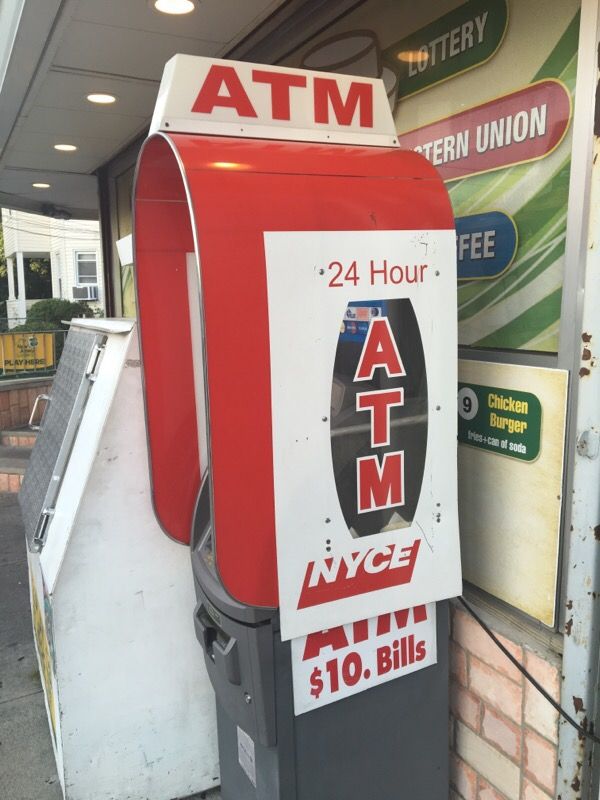 ATM
LOTTERY
TERN UNION
FEE
24 Hour
ATM
NYCE
ATM
$10. Bills
9 Chicken
Burger
fries+can of soda
PLAY HERE